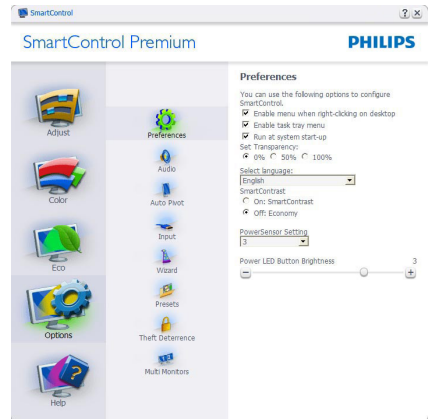 SmartControl
SmartControl Premium
PHILIPS
Adjust
Color
Eco
Options
Help
Preferences
Audio
Auto Pivot
Input
Wizard
Presets
Theft Deterrence
Multi Monitors
Preferences
You can use the following options to configure
SmartControl.
Enable menu when right-clicking on desktop
Enable task tray menu
Run at system start-up
Set Transparency:
0% 50% 100%
Select language:
English
SmartContrast
On: SmartContrast
Off: Economy
PowerSensor Setting
3
Power LED Button Brightness 3